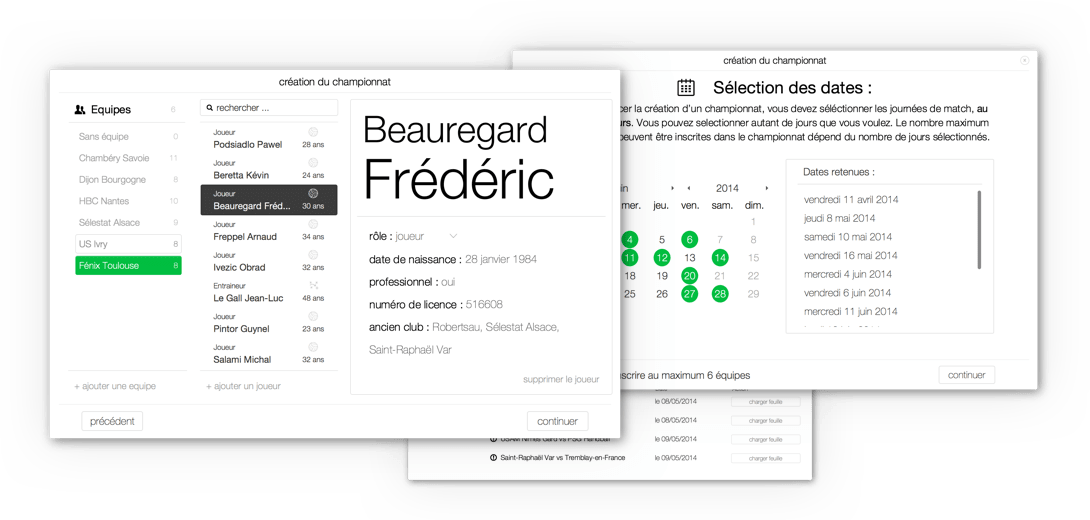 création du championnat
Equipes 6
Sans équipe 0
Chambéry Savoie 11
Dijon Bourgogne 8
HBC Nantes 10
Sélestat Alsace 9
US Ivry 8
Fénix Toulouse 8
+ ajouter une equipe
précédent
rechercher ...
Joueur
Podsiadlo Pawel 28 ans
Joueur
Beretta Kévin 24 ans
Joueur
Beauregard Fréd... 30 ans
Joueur
Freppel Arnaud 34 ans
Joueur
Ivezic Obrad 32 ans
Entraineur
Le Gall Jean-Luc 48 ans
Joueur
Pintor Guynel 23 ans
Joueur
Salami Michal 32 ans
+ ajouter un joueur
Beauregard
Frédéric
rôle : joueur
date de naissance : 28 janvier 1984
professionnel : oui
numéro de licence : 516608
ancien club : Robertsau, Sélestat Alsace,
Saint-Raphaël Var
supprimer le joueur
continuer
création du championnat
Sélection des dates :
cer la création d'un championnat, vous devez séléctionner les journées de match, au
urs. Vous pouvez selectionner autant de jours que vous voulez. Le nombre maximum
peuvent être inscrites dans le championnat dépend du nombre de jours sélectionnés.
in 2014
mer. jeu. ven. sam. dim.
1
4 5 6 7 8
11 12 13 14 15
18 19 20 21 22
25 26 27 28 29
Dates retenues :
vendredi 11 avril 2014
jeudi 8 mai 2014
samedi 10 mai 2014
vendredi 16 mai 2014
mercredi 4 juin 2014
vendredi 6 juin 2014
mercredi 11 juin 2014
scrire au maximum 6 équipes
continuer
le 08/05/2014 charger feuille
le 08/05/2014 charger feuille
USAM Nîmes Gard vs PSG Handball le 09/05/2014 charger feuille
Saint-Raphaël Var vs Tremblay-en-France le 09/05/2014 charger feuille